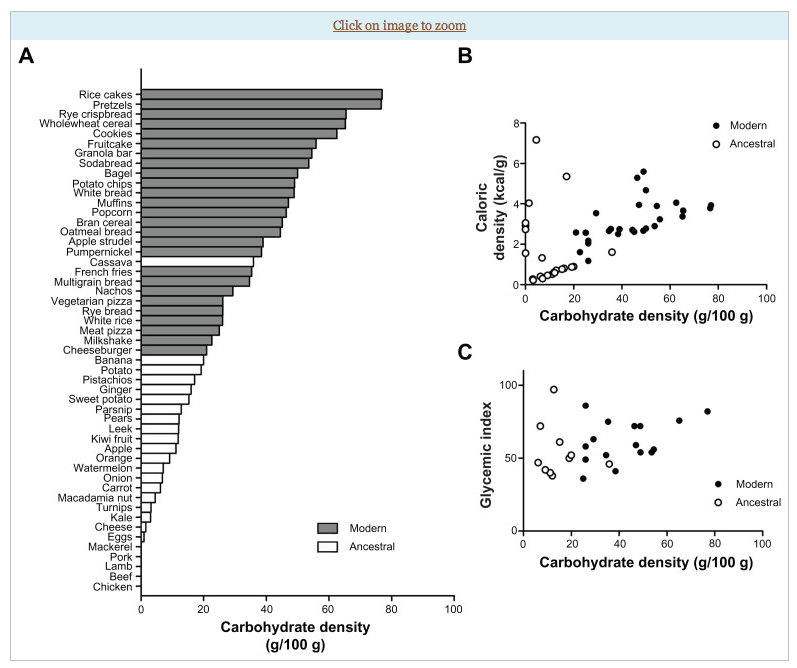 Click on image to zoom
A
Rice cakes
Pretzels
Rye crispbread
Wholewheat cereal
Cookies
Fruitcake
Granola bar
Sodabread
Bagel
Potato chips
White bread
Muffins
Popcorn
Bran cereal
Oatmeal bread
Apple strudel
Pumpernickel
Cassava
French fries
Multigrain bread
Nachos
Vegetarian pizza
Rye bread
White rice
Meat pizza
Milkshake
Cheeseburger
Banana
Potato
Pistachios
Ginger
Sweet potato
Parsnip
Pears
Leek
Kiwi fruit
Apple
Orange
Watermelon
Onion
Carrot
Macadamia nut
Turnips
Kale
Cheese
Eggs
Mackerel
Pork
Lamb
Beef
Chicken
Modern
Ancestral
0 20 40 60 80 100
Carbohydrate density
(g/100 g)
B
Modern
Ancestral
Caloric
density (kcal/g)
8
6
4
2
0
0 20 40 60 80 100
Carbohydrate density (g/100 g)
C
Glycemic index
100
50
0
Modern
Ancestral
0 20 40 60 80 100
Carbohydrate density (g/100 g)